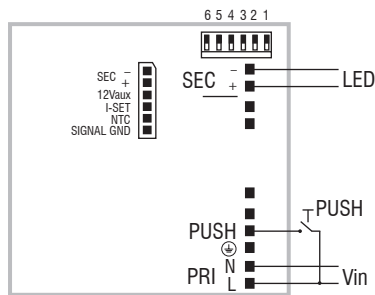 6 5 4 3 2 1
SEC –
+
12Vaux
I-SET
NTC
SIGNAL GND
SEC
–
+
LED
PUSH
PUSH
PRI
N
L
Vin